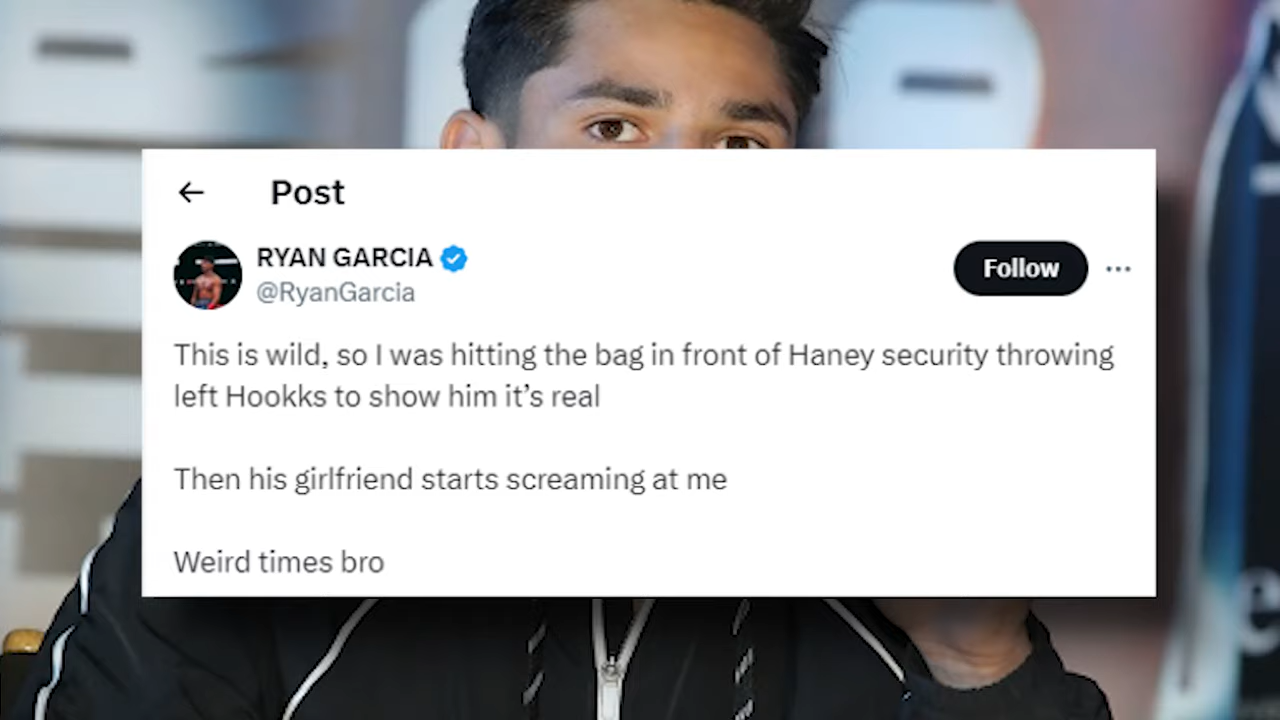 Post
RYAN GARCIA
@RyanGarcia
Follow
This is wild, so I was hitting the bag in front of Haney security throwing
left Hookks to show him it’s real
Then his girlfriend starts screaming at me
Weird times bro